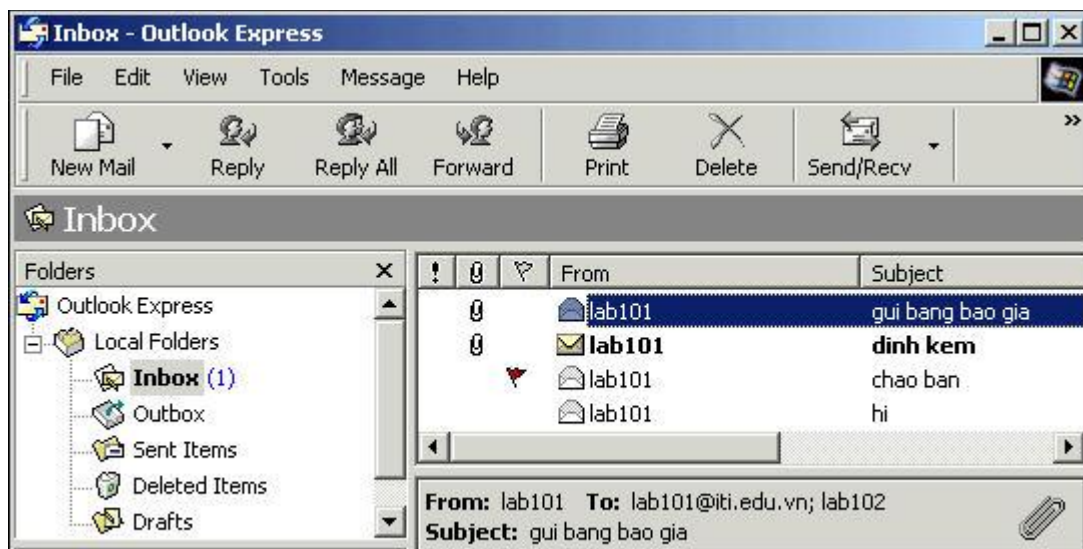 Inbox - Outlook Express
File Edit View Tools Message Help
New Mail Reply Reply All Forward Print Delete Send/Recv »
Inbox
Folders
Outlook Express
Local Folders
Inbox (1)
Outbox
Sent Items
Deleted Items
Drafts
! From Subject
lab101 gui bang bao gia
lab101 dinh kem
lab101 chao ban
lab101 hi
From: lab101 To: lab101@iti.edu.vn; lab102
Subject: gui bang bao gia